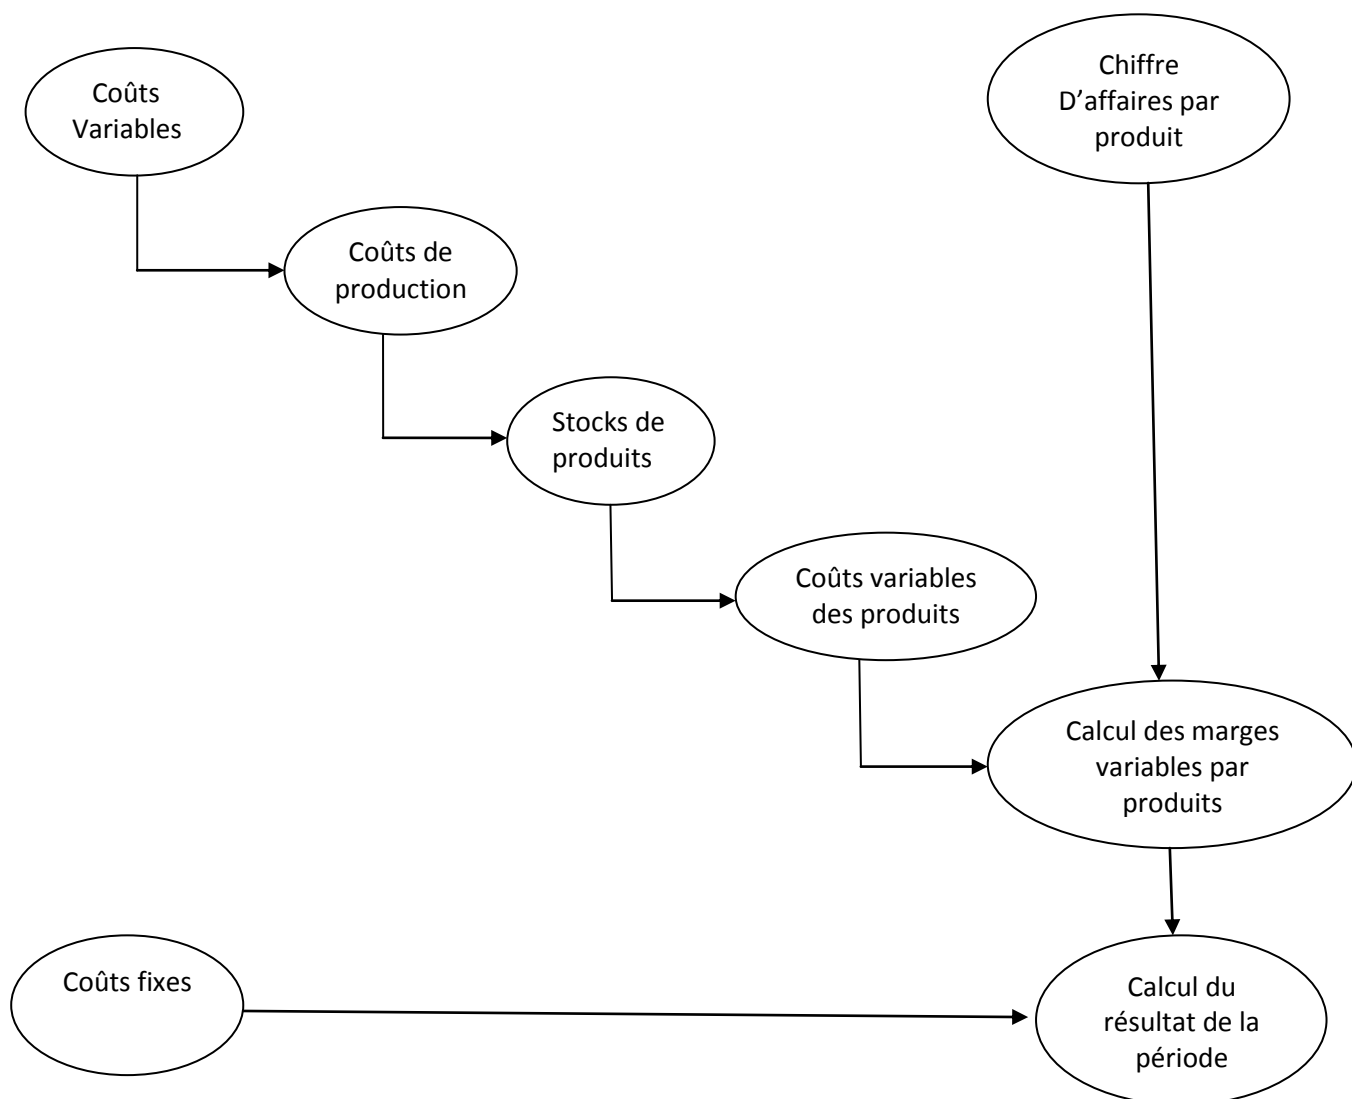 Coûts
Variables
Chiffre
D’affaires par
produit
Coûts de
production
Stocks de
produits
Coûts variables
des produits
Calcul des marges
variables par
produits
Coûts fixes
Calcul du
résultat de la
période